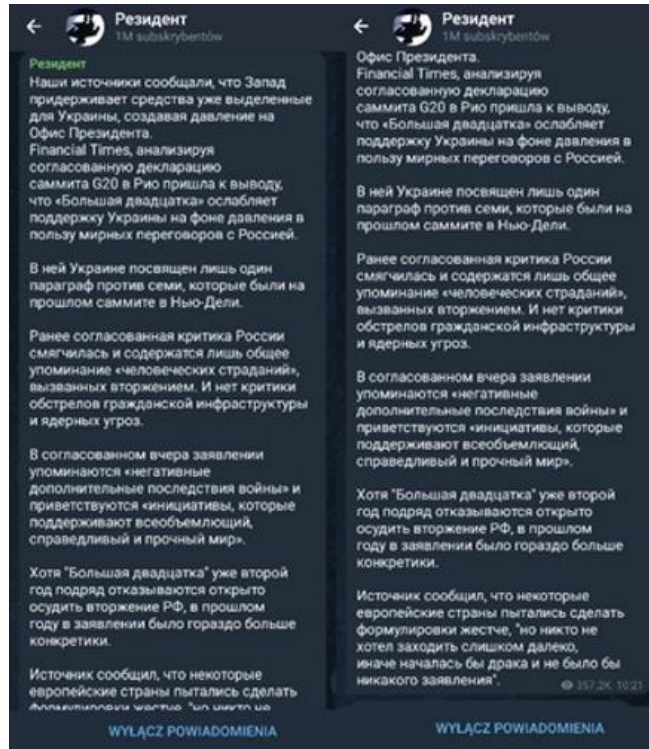 Резидент
1M subskrybentów
Резидент
Наши источники сообщали, что Запад
придерживает средства уже выделенные
для Украины, создавая давление на
Офис Президента.
Financial Times, анализируя
согласованную декларацию
саммита G20 в Рио пришла к выводу,
что «Большая двадцатка» ослабляет
поддержку Украины на фоне давления в
пользу мирных переговоров с Россией.
В ней Украине посвящен лишь один
параграф против семи, которые были на
прошлом саммите в Нью-Дели.
Ранее согласованная критика России
смягчилась и содержатся лишь общее
упоминание «человеческих страданий»,
вызванных вторжением. И нет критики
обстрелов гражданской инфраструктуры
и ядерных угроз.
В согласованном вчера заявлении
упоминаются «негативные
дополнительные последствия войны» и
приветствуются «инициативы, которые
поддерживают всеобъемлющий,
справедливый и прочный мир».
Хотя "Большая двадцатка" уже второй
год подряд отказываются открыто
осудить вторжение РФ, в прошлом
году в заявлении было гораздо больше
конкретики.
Источник сообщил, что некоторые
европейские страны пытались сделать
формулировки жестче, "но никто не
WYŁĄCZ POWIADOMIENIA
Резидент
1M subskrybentów
Офис Президента.
Financial Times, анализируя
согласованную декларацию
саммита G20 в Рио пришла к выводу,
что «Большая двадцатка» ослабляет
поддержку Украины на фоне давления в
пользу мирных переговоров с Россией.
В ней Украине посвящен лишь один
параграф против семи, которые были на
прошлом саммите в Нью-Дели.
Ранее согласованная критика России
смягчилась и содержатся лишь общее
упоминание «человеческих страданий»,
вызванных вторжением. И нет критики
обстрелов гражданской инфраструктуры
и ядерных угроз.
В согласованном вчера заявлении
упоминаются «негативные
дополнительные последствия войны» и
приветствуются «инициативы, которые
поддерживают всеобъемлющий,
справедливый и прочный мир».
Хотя "Большая двадцатка" уже второй
год подряд отказываются открыто
осудить вторжение РФ, в прошлом
году в заявлении было гораздо больше
конкретики.
Источник сообщил, что некоторые
европейские страны пытались сделать
формулировки жестче, "но никто не
хотел заходить слишком далеко,
иначе началась бы драка и не было бы
никакого заявления".
357.2K 10:21
WYŁĄCZ POWIADOMIENIA